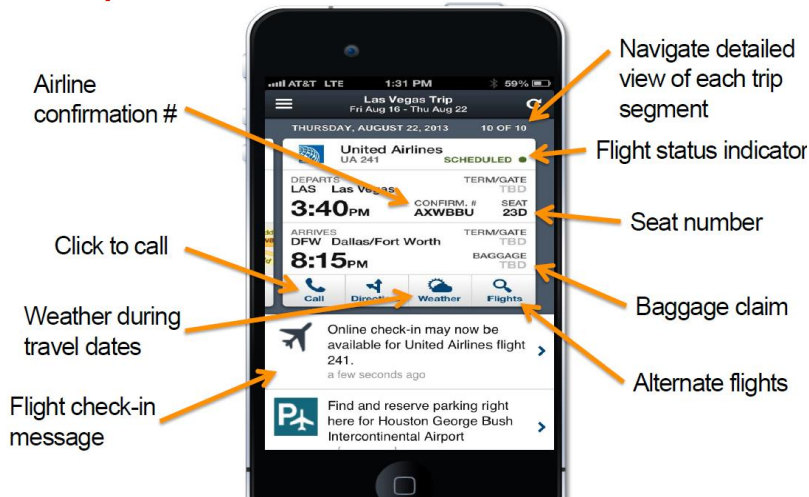 AT&T LTE 1:31 PM 59%
Las Vegas Trip
Fri Aug 16 - Thu Aug 22
THURSDAY, AUGUST 22, 2013 10 OF 10
United Airlines
UA 241 SCHEDULED
DEPARTS TERM/GATE
LAS Las Vegas TBD
CONFIRM. # SEAT
3:40PM AXWBBU 23D
ARRIVES TERM/GATE
DFW Dallas/Fort Worth TBD
8:15PM BAGGAGE
TBD
Call Weather Flights
Online check-in may now be
available for United Airlines flight
241.
a few seconds ago
Find and reserve parking right
here for Houston George Bush
Intercontinental Airport
Airline
confirmation #
Click to call
Weather during
travel dates
Flight check-in
message
Navigate detailed
view of each trip
segment
Flight status indicator
Seat number
Baggage claim
Alternate flights